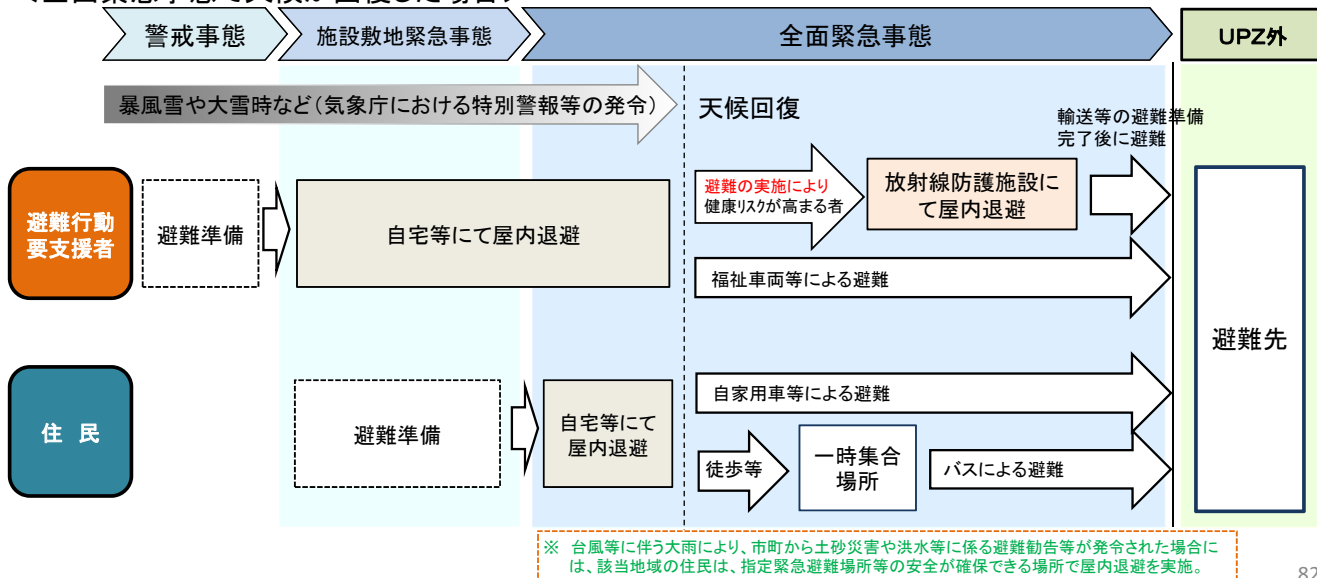 警戒事態
施設敷地緊急事態
全面緊急事態
UPZ外
暴風雪や大雪時など(気象庁における特別警報等の発令)
天候回復
輸送等の避難準備
完了後に避難
避難行動
要支援者
避難準備
自宅等にて屋内退避
避難の実施により
健康リスクが高まる者
放射線防護施設に
て屋内退避
福祉車両等による避難
避難先
住 民
避難準備
自宅等にて
屋内退避
自家用車等による避難
徒歩等
一時集合
場所
バスによる避難
※ 台風等に伴う大雨により、市町から土砂災害や洪水等に係る避難勧告等が発令された場合に
は、該当地域の住民は、指定緊急避難場所等の安全が確保できる場所で屋内退避を実施。
82